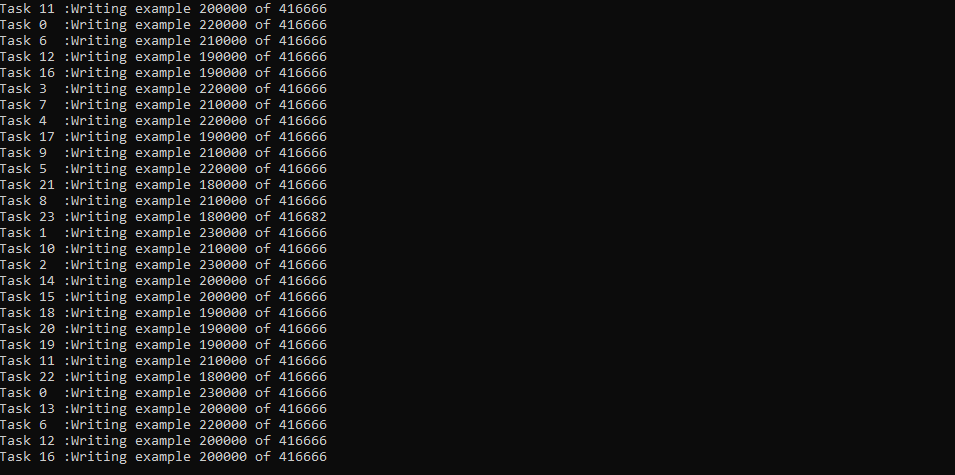 Task 11 :Writing example 200000 of 416666
Task 0  :Writing example 220000 of 416666
Task 6  :Writing example 210000 of 416666
Task 12 :Writing example 190000 of 416666
Task 16 :Writing example 190000 of 416666
Task 3  :Writing example 220000 of 416666
Task 7  :Writing example 210000 of 416666
Task 4  :Writing example 220000 of 416666
Task 17 :Writing example 190000 of 416666
Task 9  :Writing example 210000 of 416666
Task 5  :Writing example 220000 of 416666
Task 21 :Writing example 180000 of 416666
Task 8  :Writing example 210000 of 416666
Task 23 :Writing example 180000 of 416682
Task 1  :Writing example 230000 of 416666
Task 10 :Writing example 210000 of 416666
Task 2  :Writing example 230000 of 416666
Task 14 :Writing example 200000 of 416666
Task 15 :Writing example 200000 of 416666
Task 18 :Writing example 190000 of 416666
Task 20 :Writing example 190000 of 416666
Task 19 :Writing example 190000 of 416666
Task 11 :Writing example 210000 of 416666
Task 22 :Writing example 180000 of 416666
Task 0  :Writing example 230000 of 416666
Task 13 :Writing example 200000 of 416666
Task 6  :Writing example 220000 of 416666
Task 12 :Writing example 200000 of 416666
Task 16 :Writing example 200000 of 416666